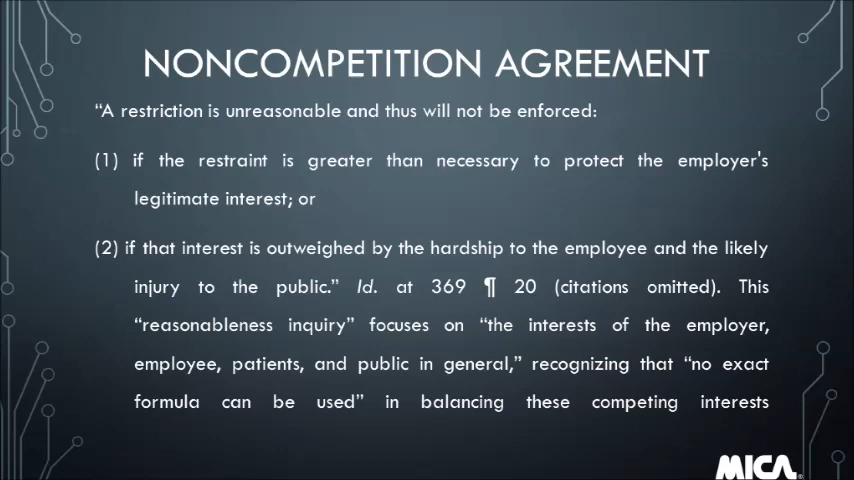 NONCOMPETITION AGREEMENT
“A restriction is unreasonable and thus will not be enforced:
(1) if the restraint is greater than necessary to protect the employer's
legitimate interest; or
(2) if that interest is outweighed by the hardship to the employee and the likely
injury to the public.” Id. at 369 ¶ 20 (citations omitted). This
“reasonableness inquiry” focuses on “the interests of the employer,
employee, patients, and public in general,” recognizing that “no exact
formula can be used” in balancing these competing interests
MICA®